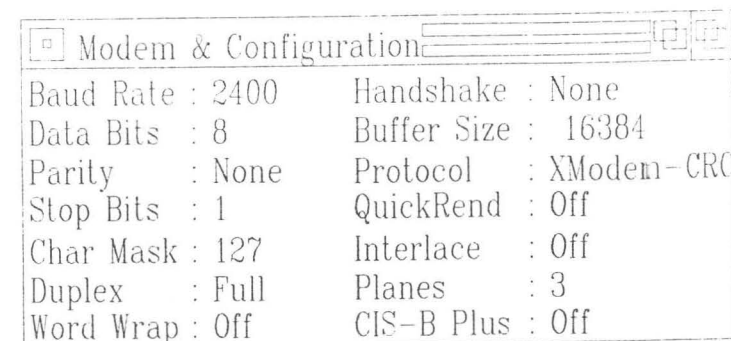 Modem & Configuration
Baud Rate : 2400 Handshake : None
Data Bits : 8 Buffer Size : 16384
Parity : None Protocol : XModem-CRC
Stop Bits : 1 QuickRend : Off
Char Mask : 127 Interlace : Off
Duplex : Full Planes : 3
Word Wrap : Off CIS-B Plus : Off